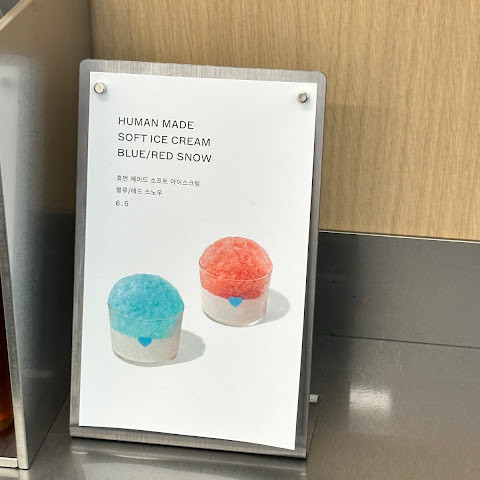 HUMAN MADE
SOFT ICE CREAM
BLUE/RED SNOW
휴먼 메이드 소프트 아이스크림
블루/레드 스노우
6.5